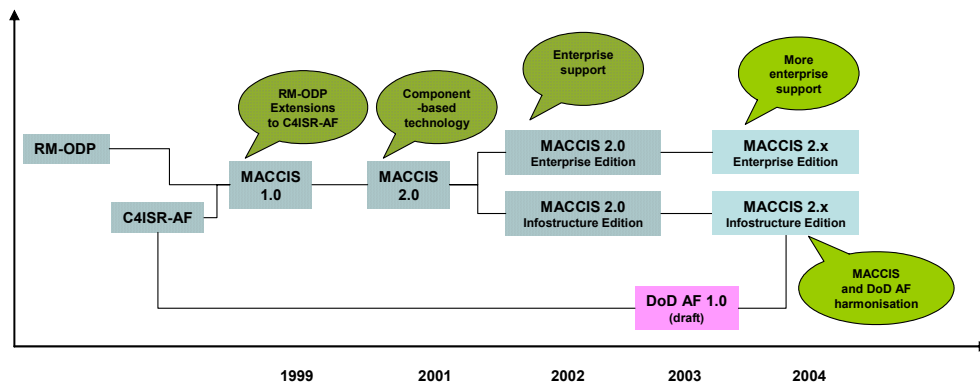 Enterprise
support
More
enterprise
support
RM-ODP
Extensions
to C4ISR-AF
Component
-based
technology
RM-ODP
MACCIS 2.0
Enterprise Edition
MACCIS 2.x
Enterprise Edition
MACCIS
1.0
MACCIS
2.0
C4ISR-AF
MACCIS 2.0
Infostructure Edition
MACCIS 2.x
Infostructure Edition
MACCIS
and DoD AF
harmonisation
DoD AF 1.0
(draft)
1999
2001
2002
2003
2004